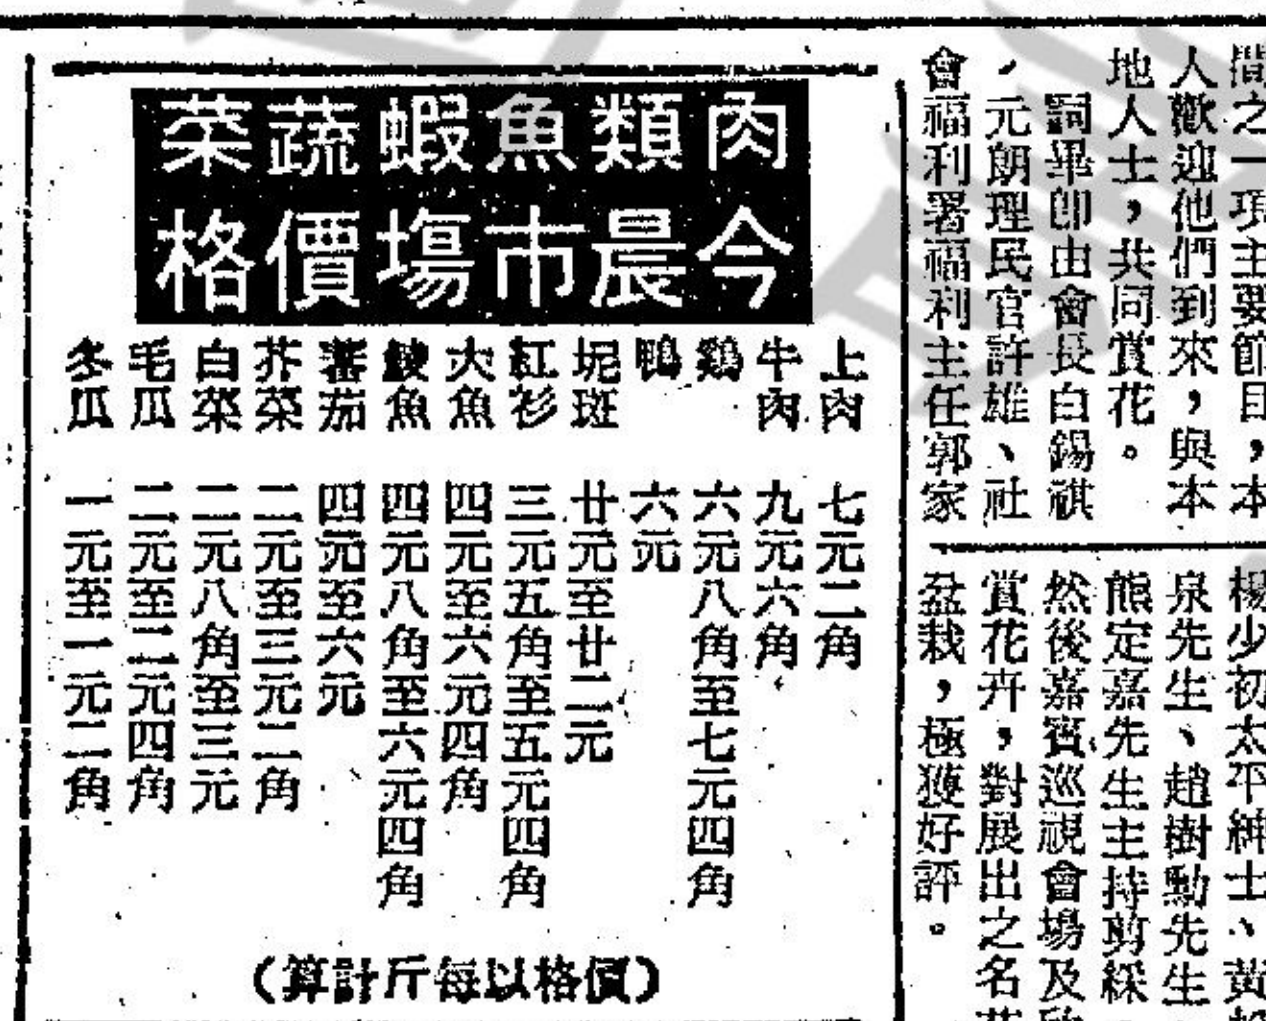 間之一項主要節目，本
人歡迎他們到來，與本
地人士，共同賞花。
詞畢即由會長白錫祺
、元朗理民官許雄、社
會福利署福利主任郭家
楊少初太平紳士、黃
泉先生、趙樹勳先生
熊定嘉先生主持剪綵
然後嘉賓巡視會場及
賞花卉，對展出之名
盆栽，極獲好評。
肉類魚蝦蔬菜
今晨市場價格
上肉 七元二角
牛肉 九元六角
鷄 六元八角至七元四角
鴨 六元
坭斑 廿元至廿二元
紅衫 三元五角至五元四角
大魚 四元至六元四角
鯪魚 四元八角至六元四角
蕃茄 四元至六元
芥菜 二元至三元二角
白菜 二元八角至三元
毛瓜 二元至二元四角
冬瓜 一元至一元二角
（價格以每斤計算）